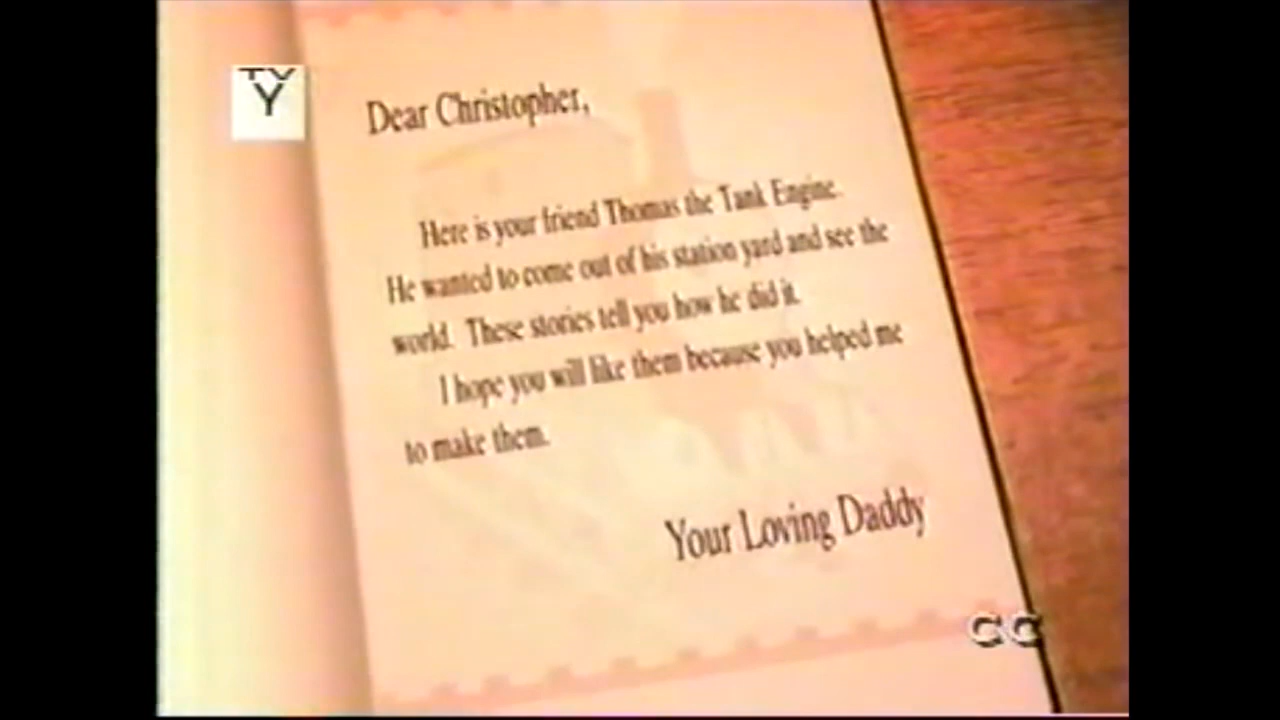 TV
Y
Dear Christopher,
Here is your friend Thomas the Tank Engine.
He wanted to come out of his station yard and see the
world. These stories tell you how he did it.
I hope you will like them because you helped me
to make them.
Your Loving Daddy
CC